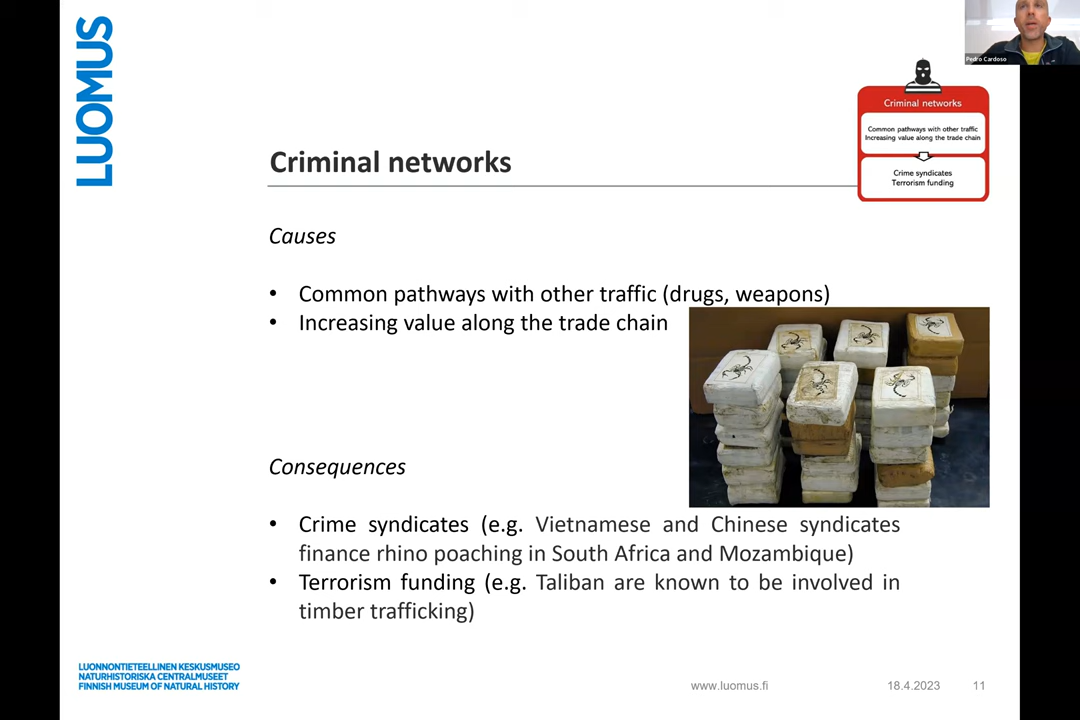 LUOMUS
Pedro Cardoso
Criminal networks
Common pathways with other traffic
Increasing value along the trade chain
Crime syndicates
Terrorism funding
Criminal networks
Causes
• Common pathways with other traffic (drugs, weapons)
• Increasing value along the trade chain
Consequences
• Crime syndicates (e.g. Vietnamese and Chinese syndicates
finance rhino poaching in South Africa and Mozambique)
• Terrorism funding (e.g. Taliban are known to be involved in
timber trafficking)
LUONNONTIETEELLINEN KESKUSMUSEO
NATURHISTORISKA CENTRALMUSEET
FINNISH MUSEUM OF NATURAL HISTORY
www.luomus.fi
18.4.2023
11